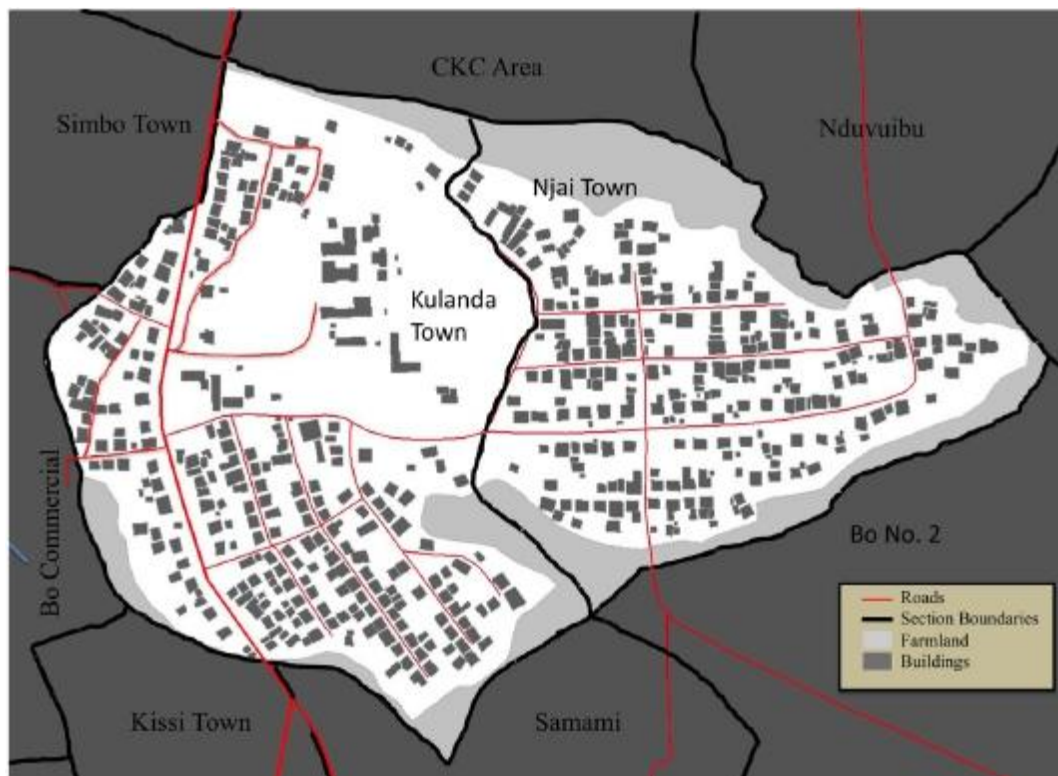 CKC Area
Simbo Town
Nduvuibu
Njai Town
Kulanda
Town
Bo Commercial
Bo No. 2
Roads
Section Boundaries
Farmland
Buildings
Kissi Town
Samami